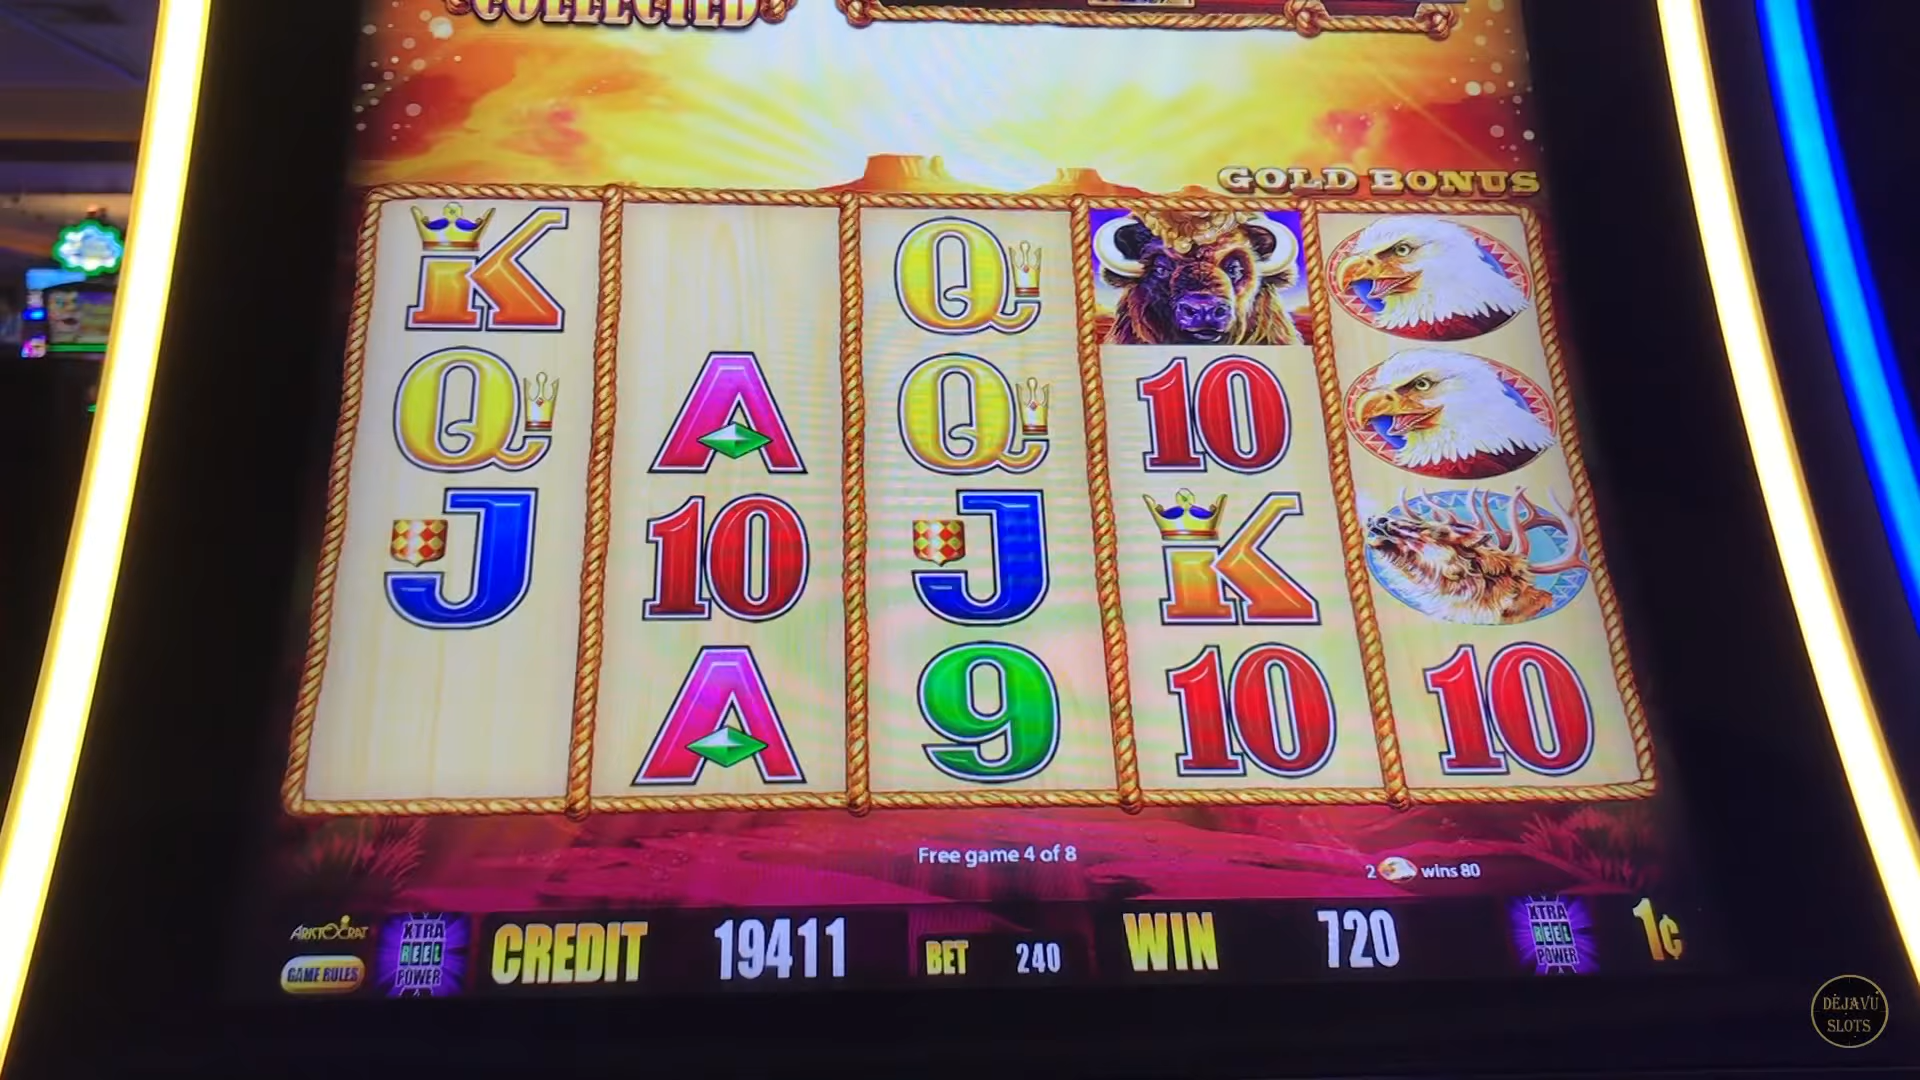 COLLECTED
GOLD BONUS
K Q
Q A Q 10
J 10 J K
A 9 10 10
Free game 4 of 8
2 wins 80
ARISTOCRAT
GAME RULES
XTRA
REEL
POWER
CREDIT 19411
BET 240
WIN 720
XTRA
REEL
POWER
1¢
DÉJÀVU
SLOTS